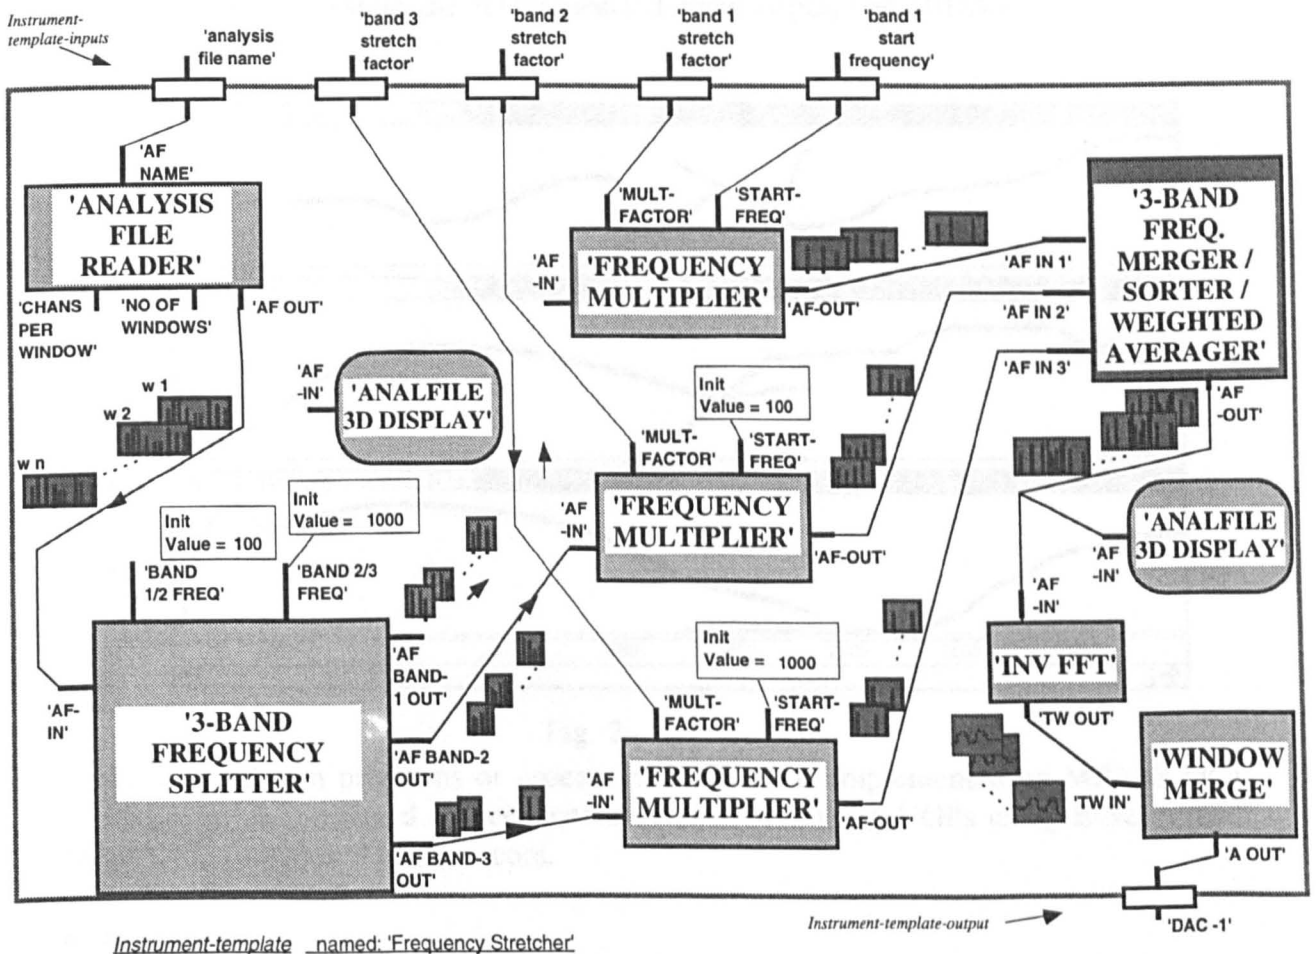 Instrument-
template-inputs
'analysis
file name'
'band 3
stretch
factor'
'band 2
stretch
factor'
'band 1
stretch
factor'
'band 1
start
frequency'
'AF
NAME'
'ANALYSIS
FILE
READER'
'CHANS
PER
WINDOW'
'NO OF
WINDOWS'
'AF OUT'
w 1
w 2
w n
'AF
-IN'
'ANALFILE
3D DISPLAY'
'MULT-
FACTOR'
'START-
FREQ'
'AF
-IN'
'FREQUENCY
MULTIPLIER'
'AF-OUT'
'AF IN 1'
'AF IN 2'
'AF IN 3'
'3-BAND
FREQ.
MERGER /
SORTER /
WEIGHTED
AVERAGER'
'AF
-OUT'
Init
Value = 100
'MULT-
FACTOR'
'START-
FREQ'
'AF
-IN'
'FREQUENCY
MULTIPLIER'
'AF-OUT'
'AF
-IN'
'ANALFILE
3D DISPLAY'
Init
Value = 100
Init
Value = 1000
'BAND
1/2 FREQ'
'BAND 2/3
FREQ'
'AF-
IN'
'3-BAND
FREQUENCY
SPLITTER'
'AF
BAND-
1 OUT'
'AF BAND-2
OUT'
'AF BAND-3
OUT'
Init
Value = 1000
'MULT-
FACTOR'
'START-
FREQ'
'AF
-IN'
'FREQUENCY
MULTIPLIER'
'AF-OUT'
'AF
-IN'
'INV FFT'
'TW OUT'
'TW IN'
'WINDOW
MERGE'
'A OUT'
Instrument-template-output
'DAC -1'
Instrument-template named: 'Frequency Stretcher'